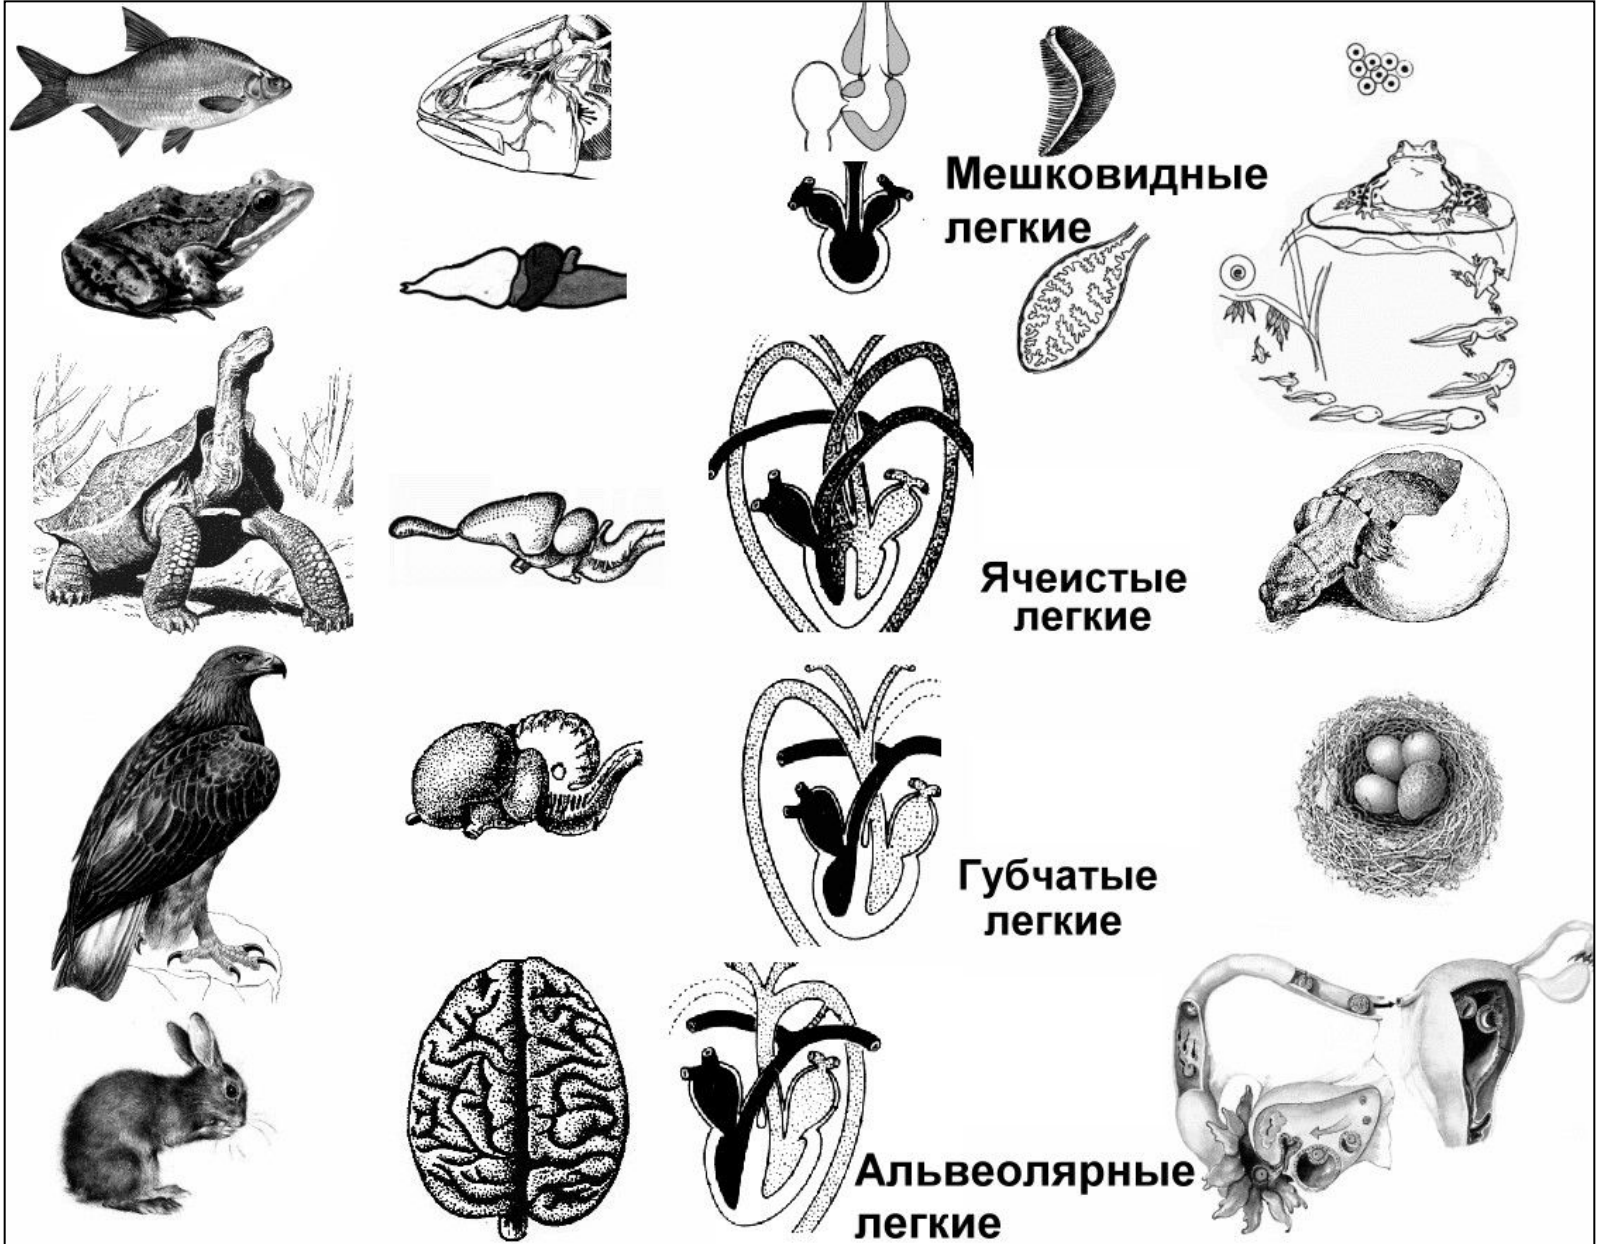 Мешковидные
легкие
Ячеистые
легкие
Губчатые
легкие
Альвеолярные
легкие